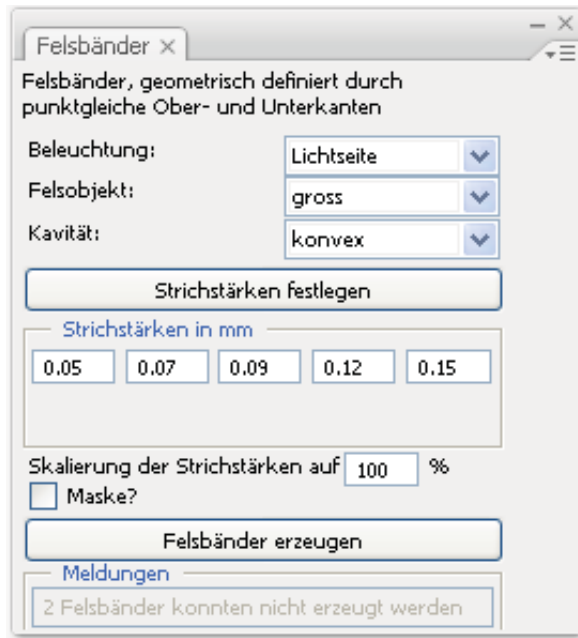 Felsbänder
Felsbänder, geometrisch definiert durch
punktgleiche Ober- und Unterkanten
Beleuchtung: Lichtseite
Felsobjekt: gross
Kavität: konvex
Strichstärken festlegen
Strichstärken in mm
0.05 0.07 0.09 0.12 0.15
Skalierung der Strichstärken auf 100 %
Maske?
Felsbänder erzeugen
Meldungen
2 Felsbänder konnten nicht erzeugt werden